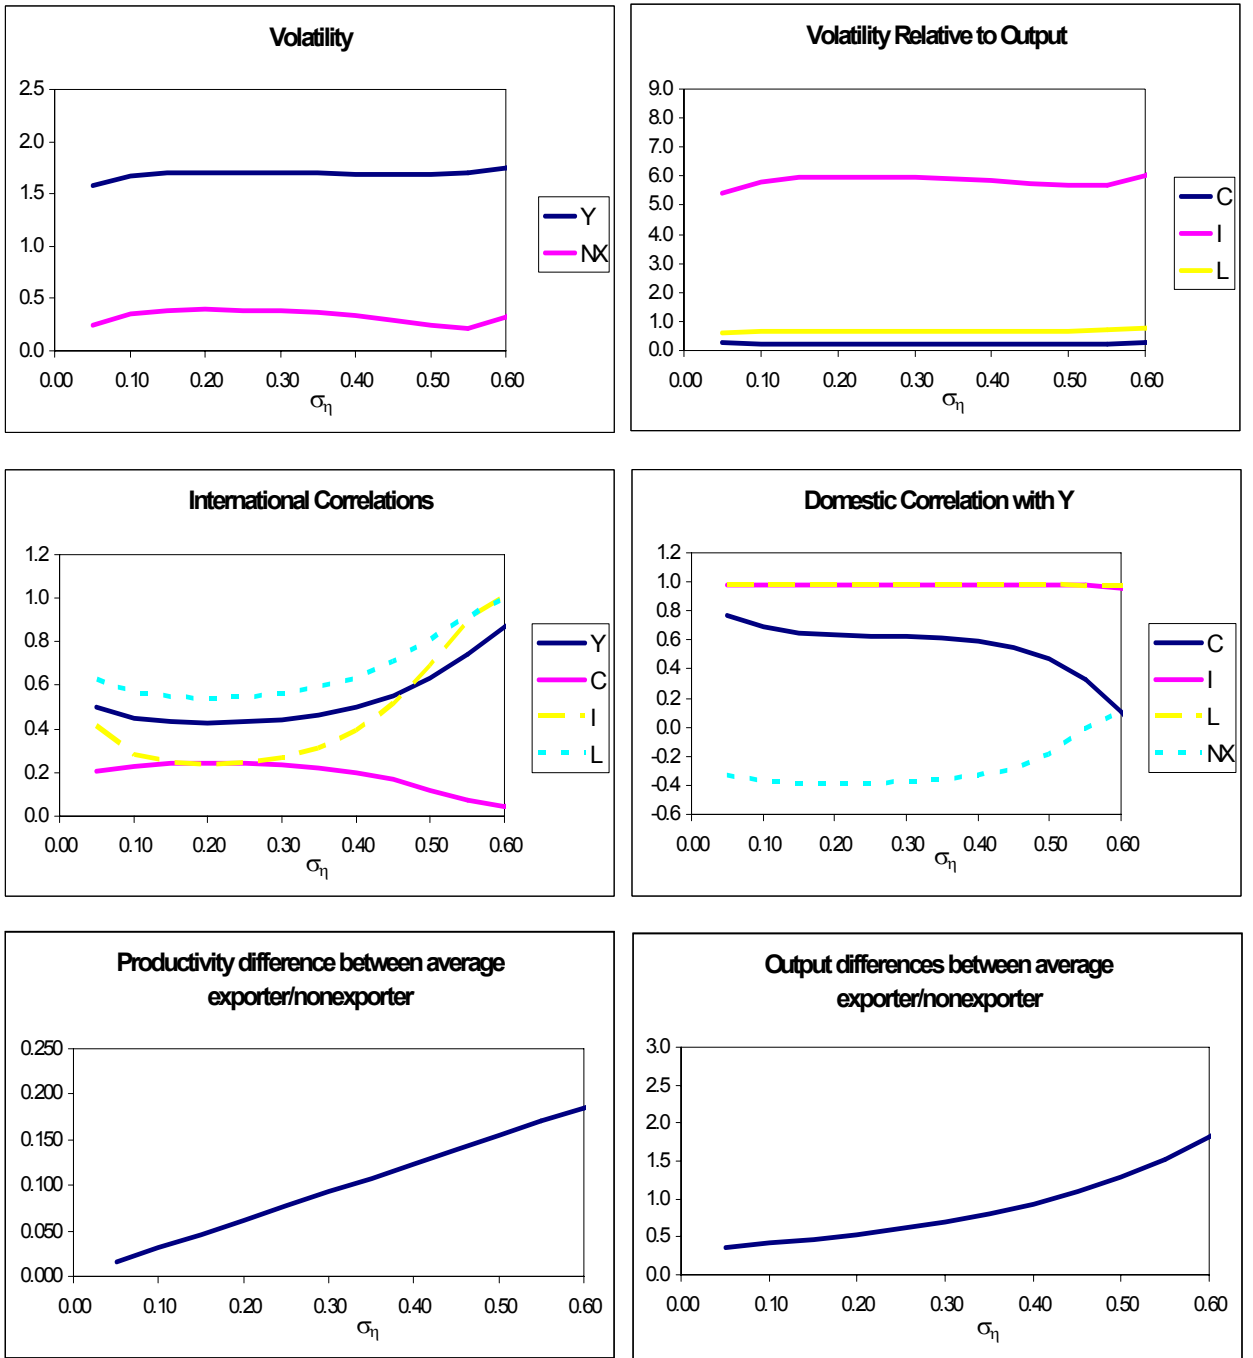 Volatility
2.5
2.0
1.5
1.0
0.5
0.0
0.00 0.10 0.20 0.30 0.40 0.50 0.60
ση
Y
NX
Volatility Relative to Output
9.0
8.0
7.0
6.0
5.0
4.0
3.0
2.0
1.0
0.0
0.00 0.10 0.20 0.30 0.40 0.50 0.60
ση
C
I
L
International Correlations
1.2
1.0
0.8
0.6
0.4
0.2
0.0
0.00 0.10 0.20 0.30 0.40 0.50 0.60
ση
Y
C
I
L
Domestic Correlation with Y
1.2
1.0
0.8
0.6
0.4
0.2
0.0
-0.2
-0.4
-0.6
0.00 0.10 0.20 0.30 0.40 0.50 0.60
ση
C
I
L
NX
Productivity difference between average
exporter/nonexporter
0.250
0.200
0.150
0.100
0.050
0.000
0.00 0.10 0.20 0.30 0.40 0.50 0.60
ση
Output differences between average
exporter/nonexporter
3.0
2.5
2.0
1.5
1.0
0.5
0.0
0.00 0.10 0.20 0.30 0.40 0.50 0.60
ση